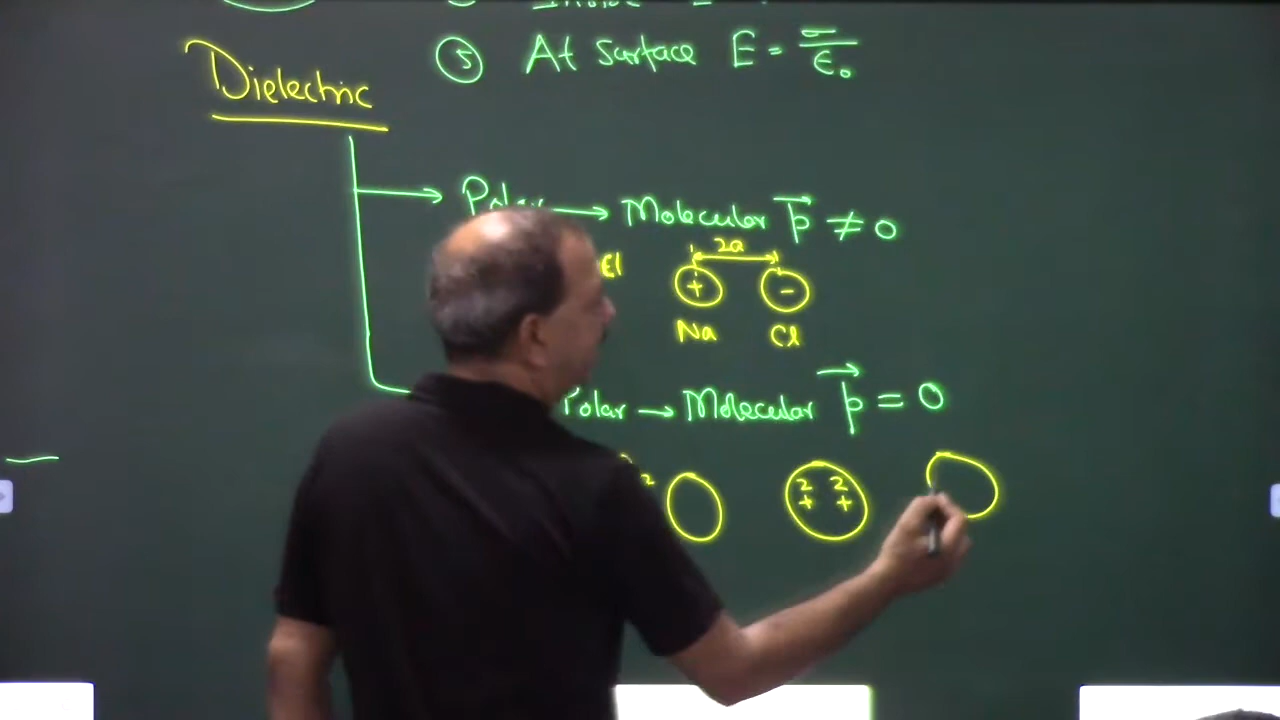 ⑤ At surface E = σ/ε₀
Dielectric
Polar → Molecular p⃗ ≠ 0
2a
+ -
Na Cl
Polar → Molecular p⃗ = 0
2 2
+ +